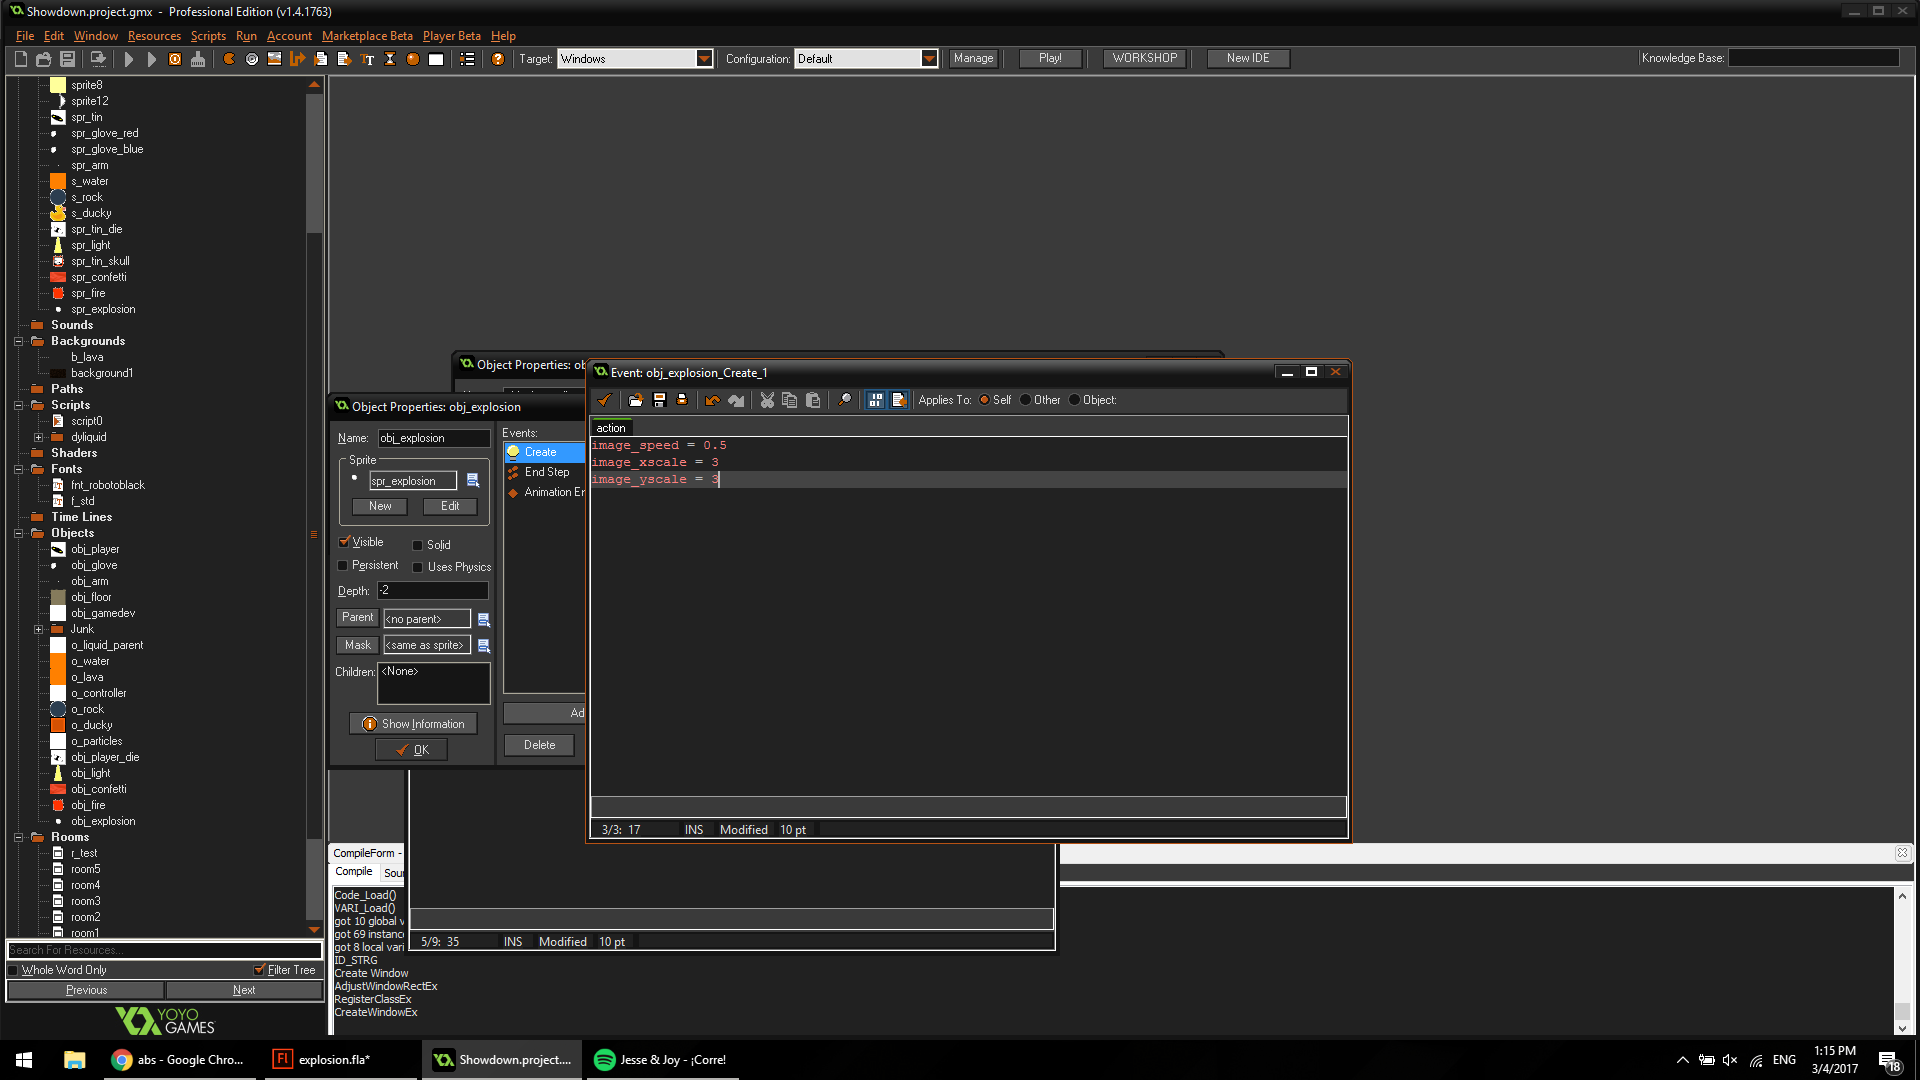 Showdown.project.gmx - Professional Edition (v1.4.1763)
File Edit Window Resources Scripts Run Account Marketplace Beta Player Beta Help
Target: Windows Configuration: Default Manage Play! WORKSHOP New IDE Knowledge Base:
sprite8
sprite12
spr_tin
spr_glove_red
spr_glove_blue
spr_arm
s_water
s_rock
s_ducky
spr_tin_die
spr_light
spr_tin_skull
spr_confetti
spr_fire
spr_explosion
Sounds
Backgrounds
b_lava
background1
Paths
Scripts
script0
dyliquid
Shaders
Fonts
fnt_robotoblack
f_std
Time Lines
Objects
obj_player
obj_glove
obj_arm
obj_floor
obj_gamedev
Junk
o_liquid_parent
o_water
o_lava
o_controller
o_rock
o_ducky
o_particles
obj_player_die
obj_light
obj_confetti
obj_fire
obj_explosion
Rooms
r_test
room5
room4
room3
room2
room1
Search For Resources...
Whole Word Only Filter Tree
Previous Next
YOYO
GAMES
Object Properties: ob
Object Properties: obj_explosion
Name: obj_explosion
Sprite
spr_explosion
New Edit
Visible Solid
Persistent Uses Physics
Depth: -2
Parent <no parent>
Mask <same as sprite>
Children: <None>
Show Information
OK
Events:
Create
End Step
Animation En
Ad
Delete
Event: obj_explosion_Create_1
Applies To: Self Other Object:
action
image_speed = 0.5
image_xscale = 3
image_yscale = 3
3/3: 17 INS Modified 10 pt
5/9: 35 INS Modified 10 pt
CompileForm -
Compile Sour
Code_Load()
VARI_Load()
got 10 global v
got 69 instance
got 8 local vari
ID_STRG
Create Window
AdjustWindowRectEx
RegisterClassEx
CreateWindowEx
abs - Google Chro...
Fl explosion.fla*
Showdown.project....
Jesse & Joy - ¡Corre!
ENG
1:15 PM
3/4/2017
18